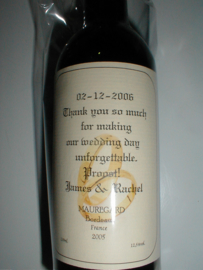 02-12-2006
Thank you so much
for making
our wedding day
unforgettable.
Proost!
James & Rachel
MAUREGARD
Bordeaux
France
2005